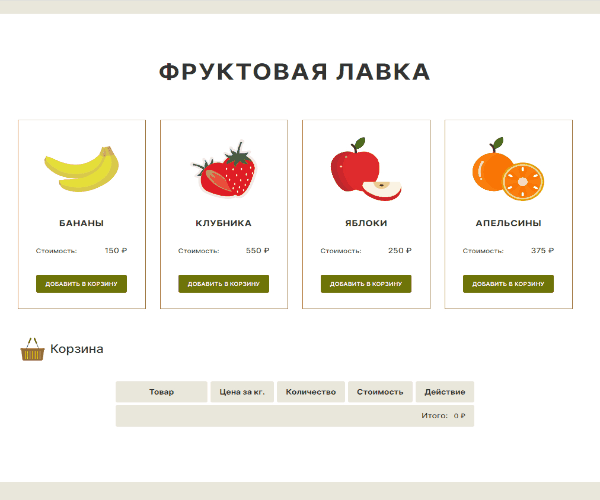 ФРУКТОВАЯ ЛАВКА
БАНАНЫ
Стоимость: 150 ₽
ДОБАВИТЬ В КОРЗИНУ
КЛУБНИКА
Стоимость: 550 ₽
ДОБАВИТЬ В КОРЗИНУ
ЯБЛОКИ
Стоимость: 250 ₽
ДОБАВИТЬ В КОРЗИНУ
АПЕЛЬСИНЫ
Стоимость: 375 ₽
ДОБАВИТЬ В КОРЗИНУ
Корзина
Товар Цена за кг. Количество Стоимость Действие
Итого: 0 ₽